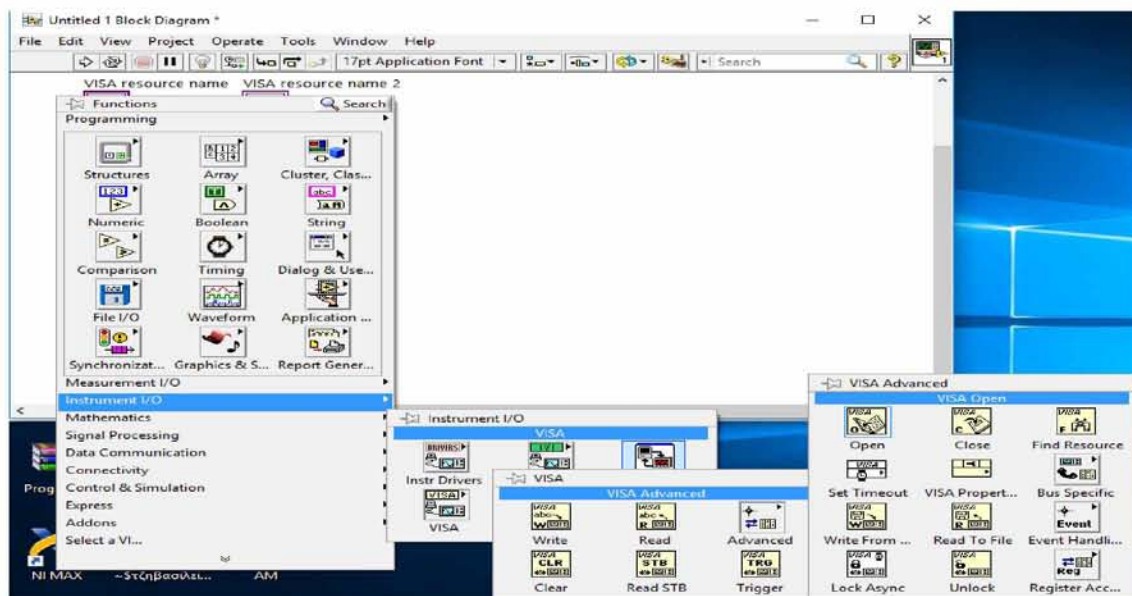 Untitled 1 Block Diagram *
File Edit View Project Operate Tools Window Help
17pt Application Font Search
VISA resource name VISA resource name 2
Functions Search
Programming
Structures Array Cluster, Clas...
Numeric Boolean String
Comparison Timing Dialog & Use...
File I/O Waveform Application ...
Synchronizat... Graphics & S... Report Gener...
Measurement I/O
Instrument I/O
Mathematics
Signal Processing
Data Communication
Connectivity
Control & Simulation
Express
Addons
Select a VI...
Instrument I/O
VISA
Instr Drivers
VISA
VISA
VISA Advanced
Write Read Advanced
Clear Read STB Trigger
VISA Advanced
VISA Open
Open Close Find Resource
Set Timeout VISA Propert... Bus Specific
Write From ... Read To File Event Handli...
Lock Async Unlock Register Acc...
Prog
NI MAX ~$τζηβασιλει... AM